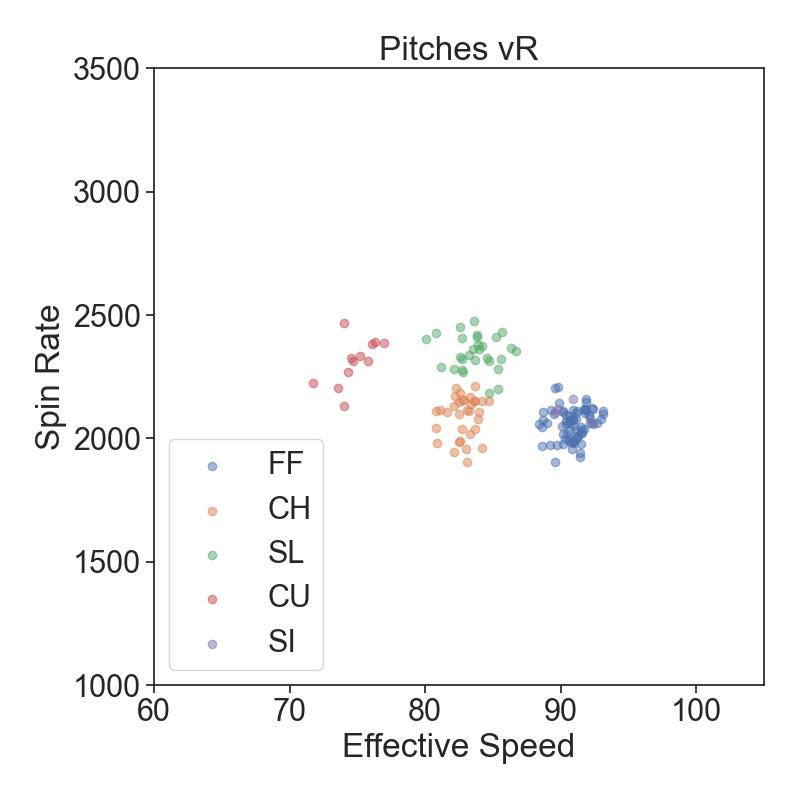 Pitches vR
3500
3000
2500
2000
1500
1000
Spin Rate
FF
CH
SL
CU
SI
60 70 80 90 100
Effective Speed